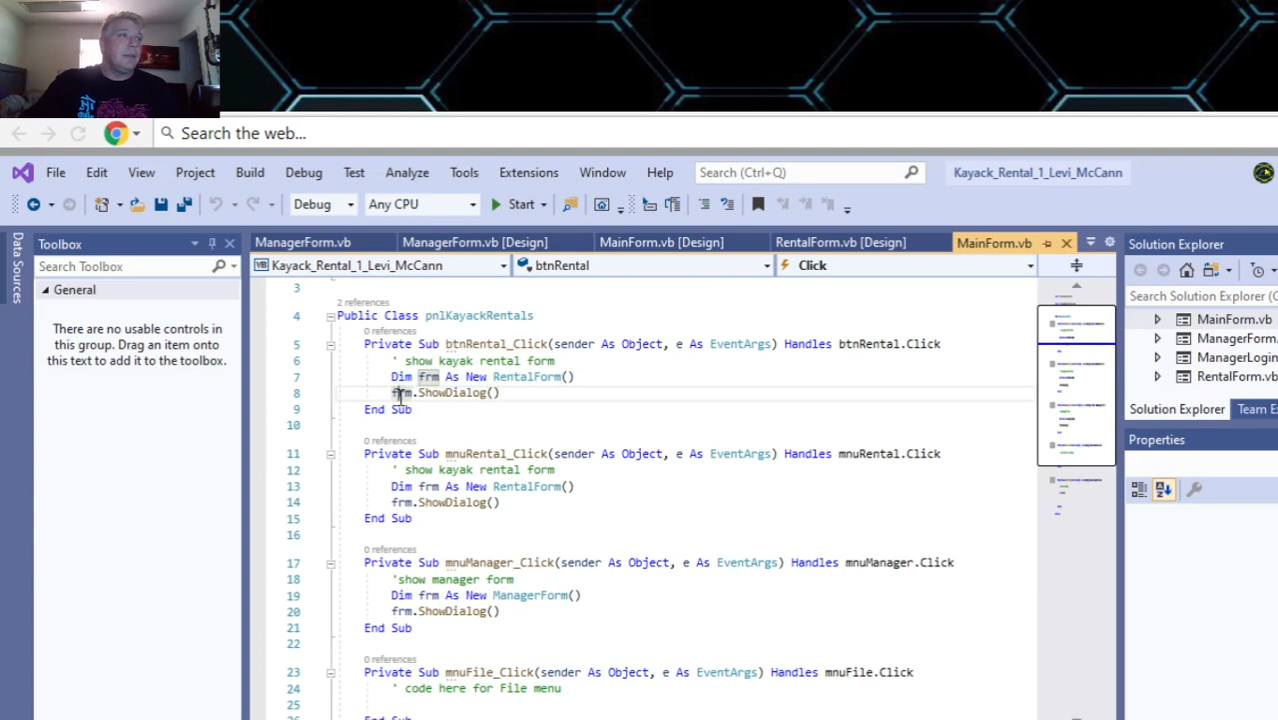 Search the web...
File Edit View Project Build Debug Test Analyze Tools Extensions Window Help Search (Ctrl+Q) Kayack_Rental_1_Levi_McCann
Debug Any CPU Start
Data Sources
Toolbox
Search Toolbox
General
There are no usable controls in
this group. Drag an item onto
this text to add it to the toolbox.
ManagerForm.vb ManagerForm.vb [Design] MainForm.vb [Design] RentalForm.vb [Design] MainForm.vb
Kayack_Rental_1_Levi_McCann btnRental Click
3
2 references
4 Public Class pnlKayackRentals
0 references
5 Private Sub btnRental_Click(sender As Object, e As EventArgs) Handles btnRental.Click
6 ' show kayak rental form
7 Dim frm As New RentalForm()
8 frm.ShowDialog()
9 End Sub
10
0 references
11 Private Sub mnuRental_Click(sender As Object, e As EventArgs) Handles mnuRental.Click
12 ' show kayak rental form
13 Dim frm As New RentalForm()
14 frm.ShowDialog()
15 End Sub
16
0 references
17 Private Sub mnuManager_Click(sender As Object, e As EventArgs) Handles mnuManager.Click
18 'show manager form
19 Dim frm As New ManagerForm()
20 frm.ShowDialog()
21 End Sub
22
0 references
23 Private Sub mnuFile_Click(sender As Object, e As EventArgs) Handles mnuFile.Click
24 ' code here for File menu
25
Solution Explorer
Search Solution Explorer (
MainForm.vb
ManagerForm
ManagerLogin
RentalForm.vb
Solution Explorer Team Ex
Properties